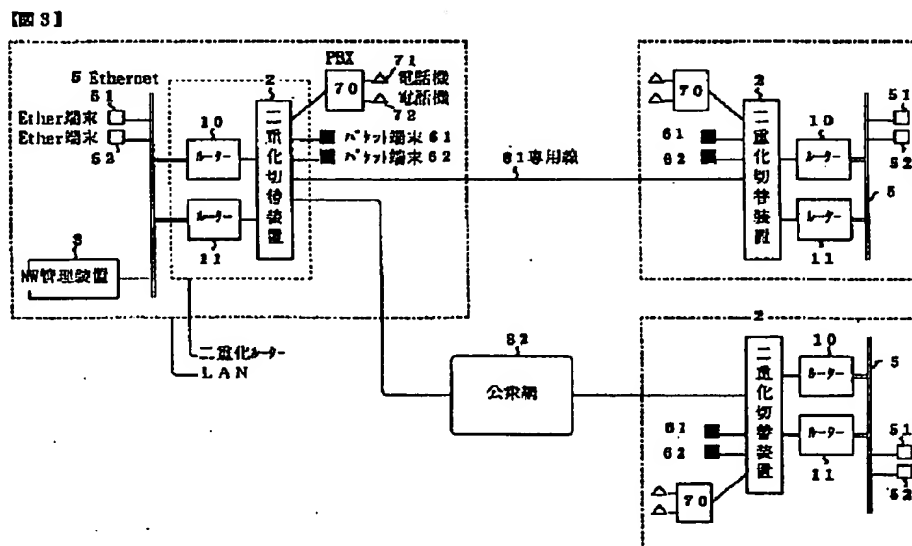 【図3】
5 Ethernet
51
Ether端末
Ether端末
52
10
ルーター
ルーター
11
2
二重化切替装置
PBX
70
71
電話機
電話機
72
パケット端末 61
パケット端末 62
81専用線
3
NW管理装置
二重化ルーター
LAN
82
公衆網
70
61
62
2
二重化切替装置
10
ルーター
ルーター
11
5
51
52
2
二重化切替装置
61
62
70
10
ルーター
ルーター
11
5
51
52